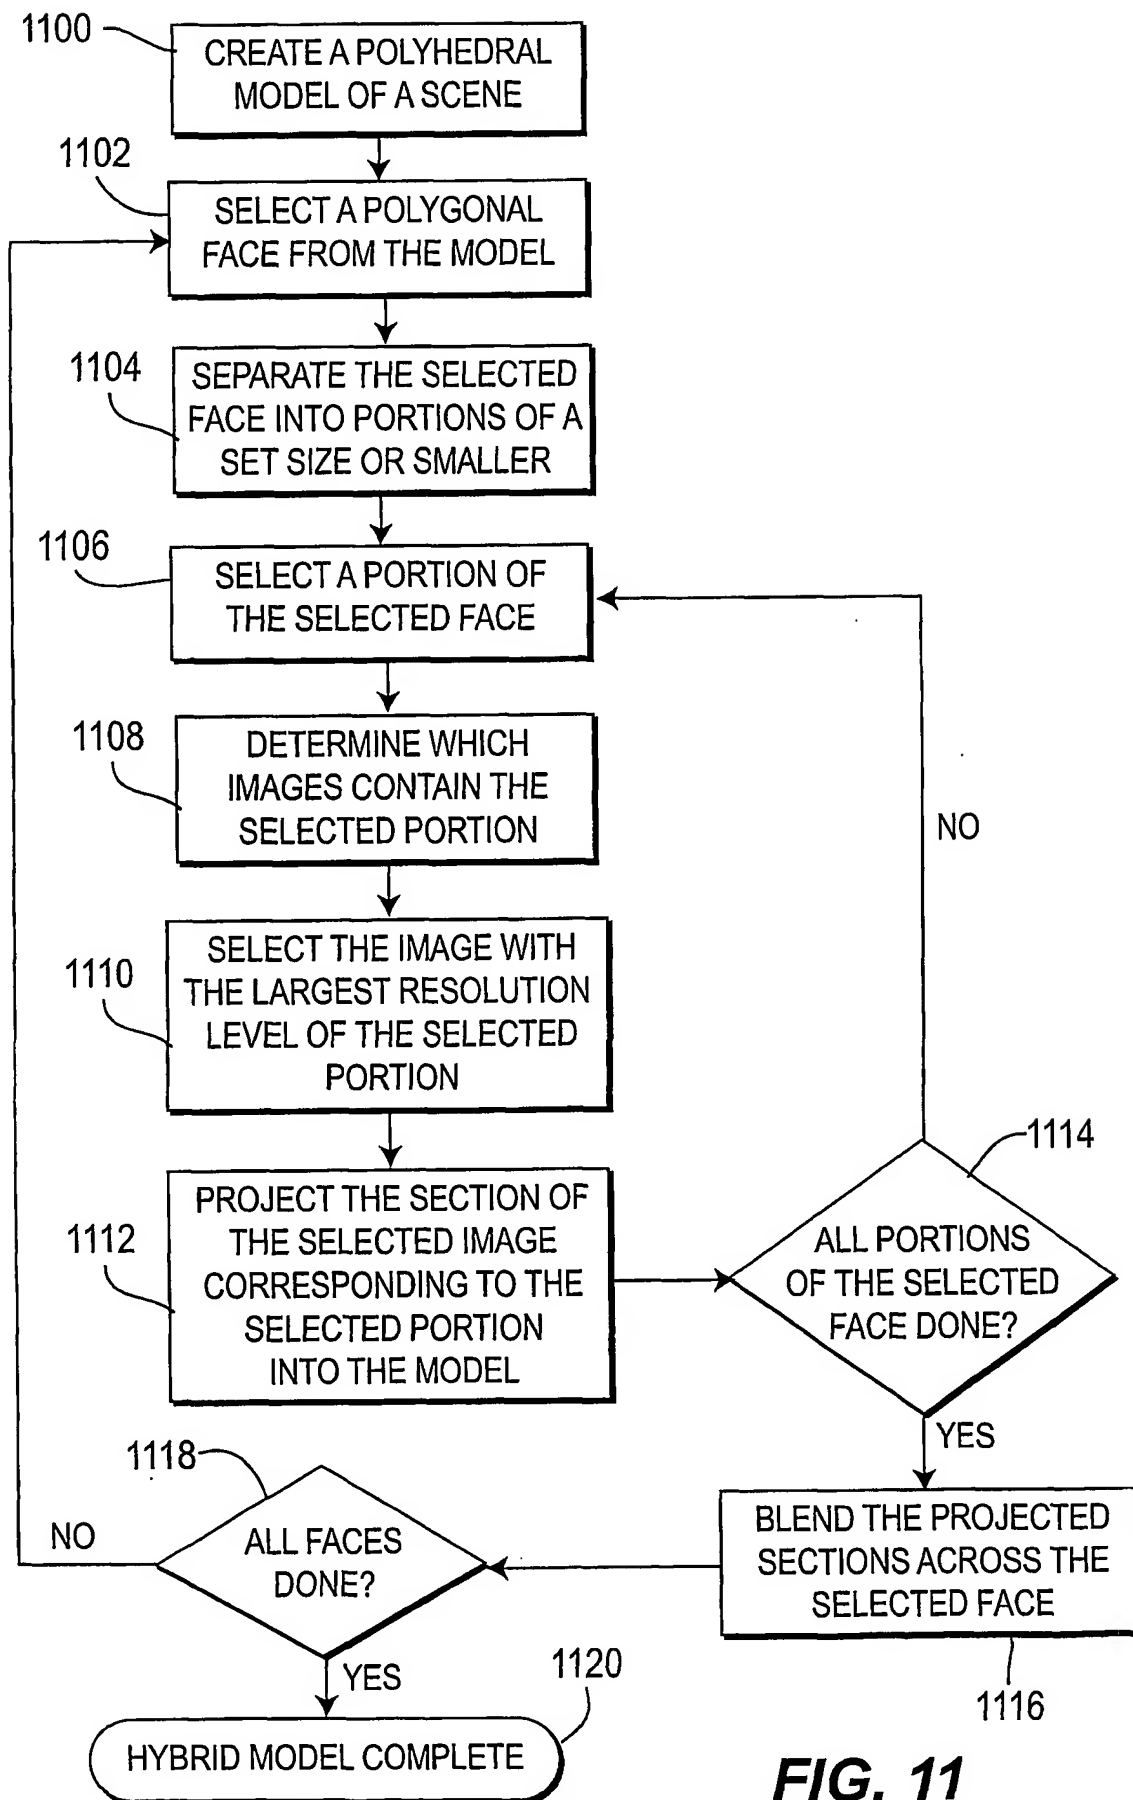 1100
CREATE A POLYHEDRAL
MODEL OF A SCENE
1102
SELECT A POLYGONAL
FACE FROM THE MODEL
1104
SEPARATE THE SELECTED
FACE INTO PORTIONS OF A
SET SIZE OR SMALLER
1106
SELECT A PORTION OF
THE SELECTED FACE
1108
DETERMINE WHICH
IMAGES CONTAIN THE
SELECTED PORTION
NO
1110
SELECT THE IMAGE WITH
THE LARGEST RESOLUTION
LEVEL OF THE SELECTED
PORTION
1112
PROJECT THE SECTION OF
THE SELECTED IMAGE
CORRESPONDING TO THE
SELECTED PORTION
INTO THE MODEL
1114
ALL PORTIONS
OF THE SELECTED
FACE DONE?
YES
BLEND THE PROJECTED
SECTIONS ACROSS THE
SELECTED FACE
1116
1118
ALL FACES
DONE?
NO
YES
1120
HYBRID MODEL COMPLETE
FIG. 11